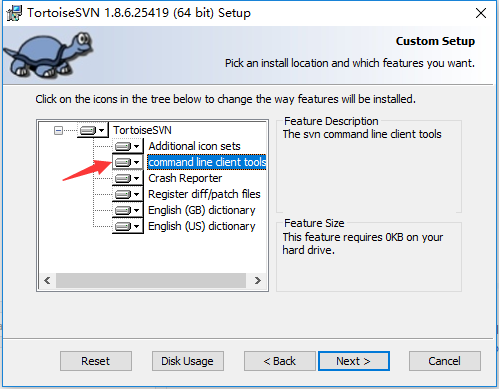 TortoiseSVN 1.8.6.25419 (64 bit) Setup
Custom Setup
Pick an install location and which features you want.
Click on the icons in the tree below to change the way features will be installed.
TortoiseSVN
Additional icon sets
command line client tools
Crash Reporter
Register diff/patch files
English (GB) dictionary
English (US) dictionary
Feature Description
The svn command line client tools
Feature Size
This feature requires 0KB on your
hard drive.
Reset
Disk Usage
< Back
Next >
Cancel